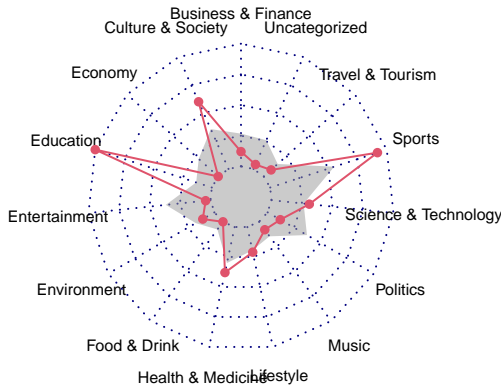 Business & Finance
Culture & Society
Uncategorized
Economy
Travel & Tourism
Education
Sports
Entertainment
Science & Technology
Environment
Politics
Food & Drink
Music
Health & Medicine
Lifestyle